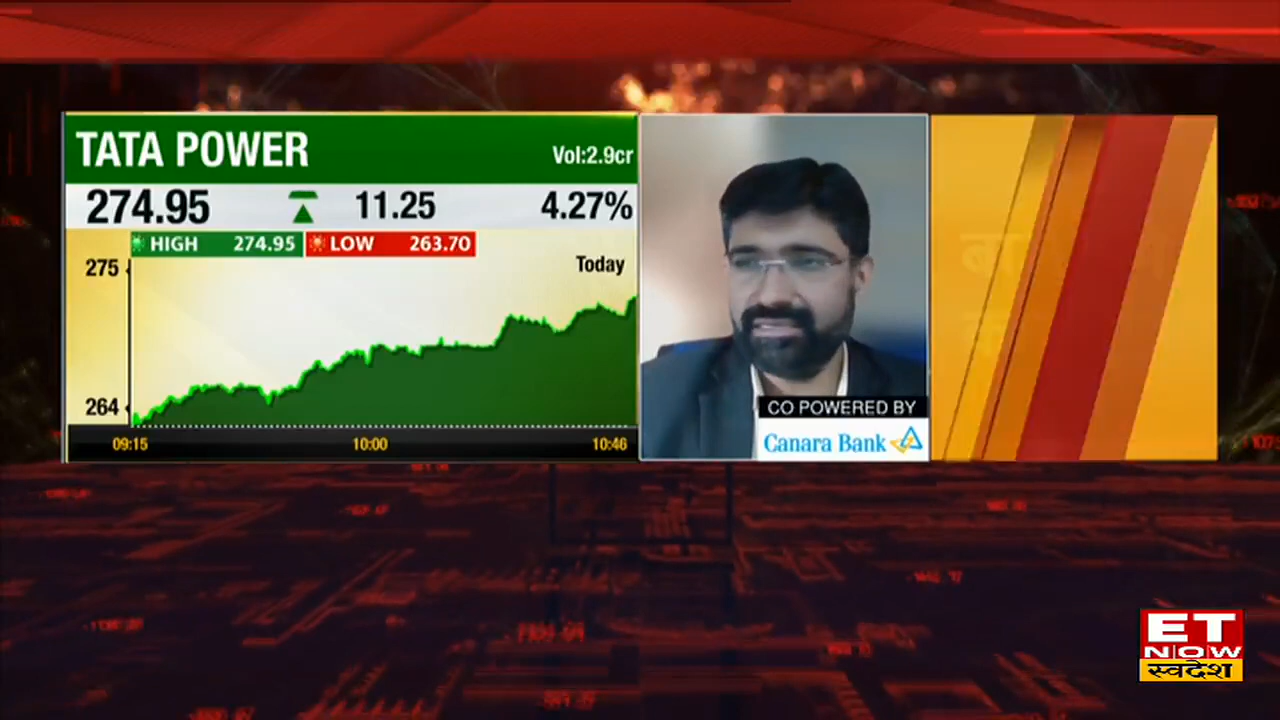 TATA POWER
Vol:2.9cr
274.95
11.25
4.27%
HIGH 274.95
LOW 263.70
Today
275
264
09:15 10:00 10:46
CO POWERED BY
Canara Bank
ET
NOW
स्वदेश